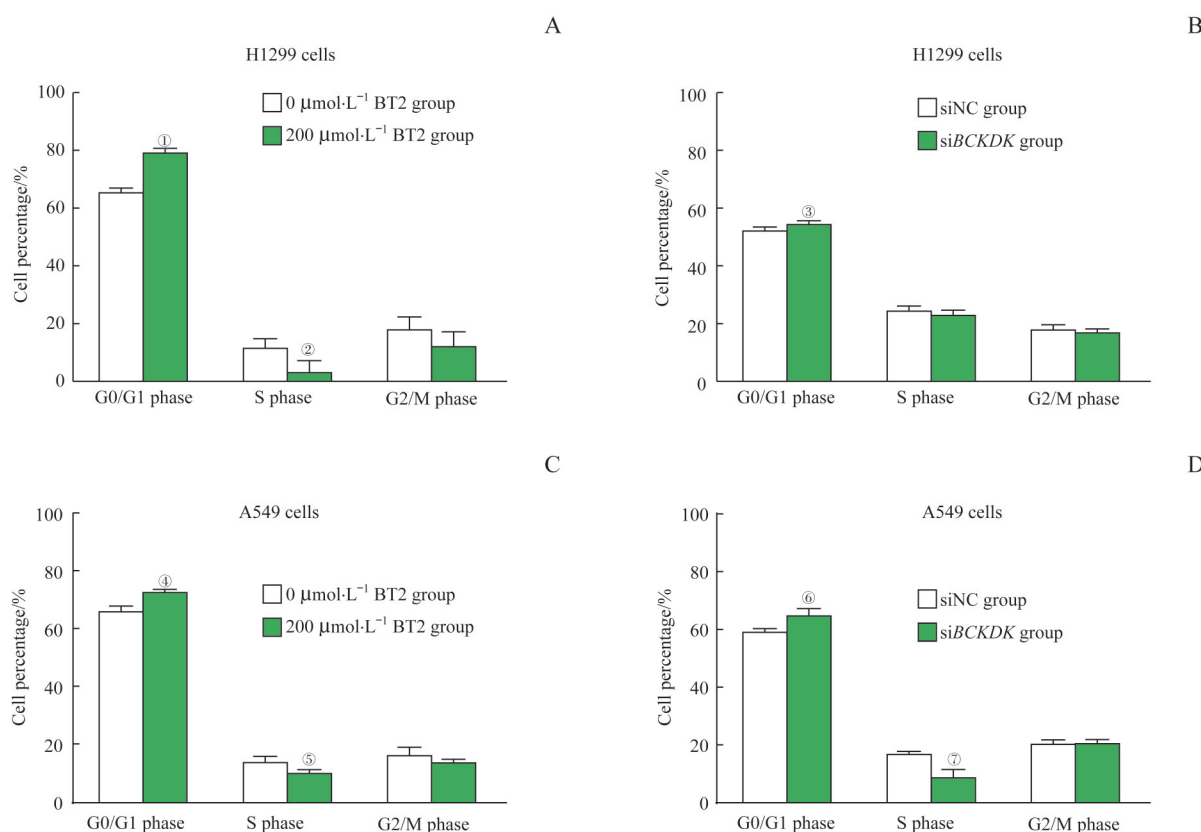 A
H1299 cells
0 μmol·L⁻¹ BT2 group
200 μmol·L⁻¹ BT2 group
Cell percentage/%
100
80
60
40
20
0
①
②
G0/G1 phase
S phase
G2/M phase
B
H1299 cells
siNC group
siBCKDK group
Cell percentage/%
100
80
60
40
20
0
③
G0/G1 phase
S phase
G2/M phase
C
A549 cells
0 μmol·L⁻¹ BT2 group
200 μmol·L⁻¹ BT2 group
Cell percentage/%
100
80
60
40
20
0
④
⑤
G0/G1 phase
S phase
G2/M phase
D
A549 cells
siNC group
siBCKDK group
Cell percentage/%
100
80
60
40
20
0
⑥
⑦
G0/G1 phase
S phase
G2/M phase